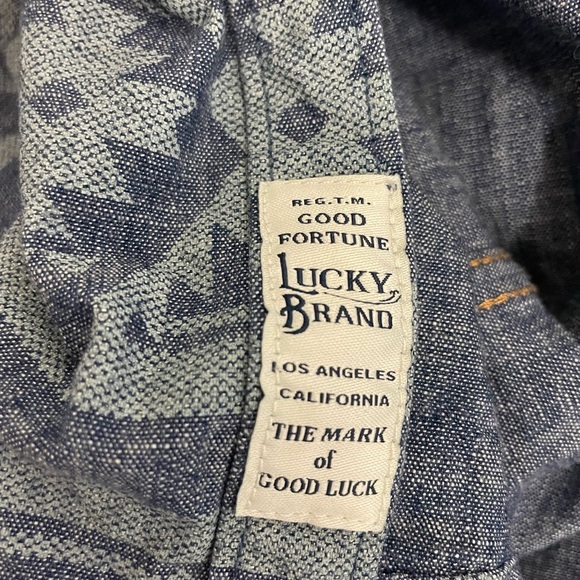 REG.T.M.
GOOD
FORTUNE
LUCKY
BRAND
LOS ANGELES
CALIFORNIA
THE MARK
of
GOOD LUCK